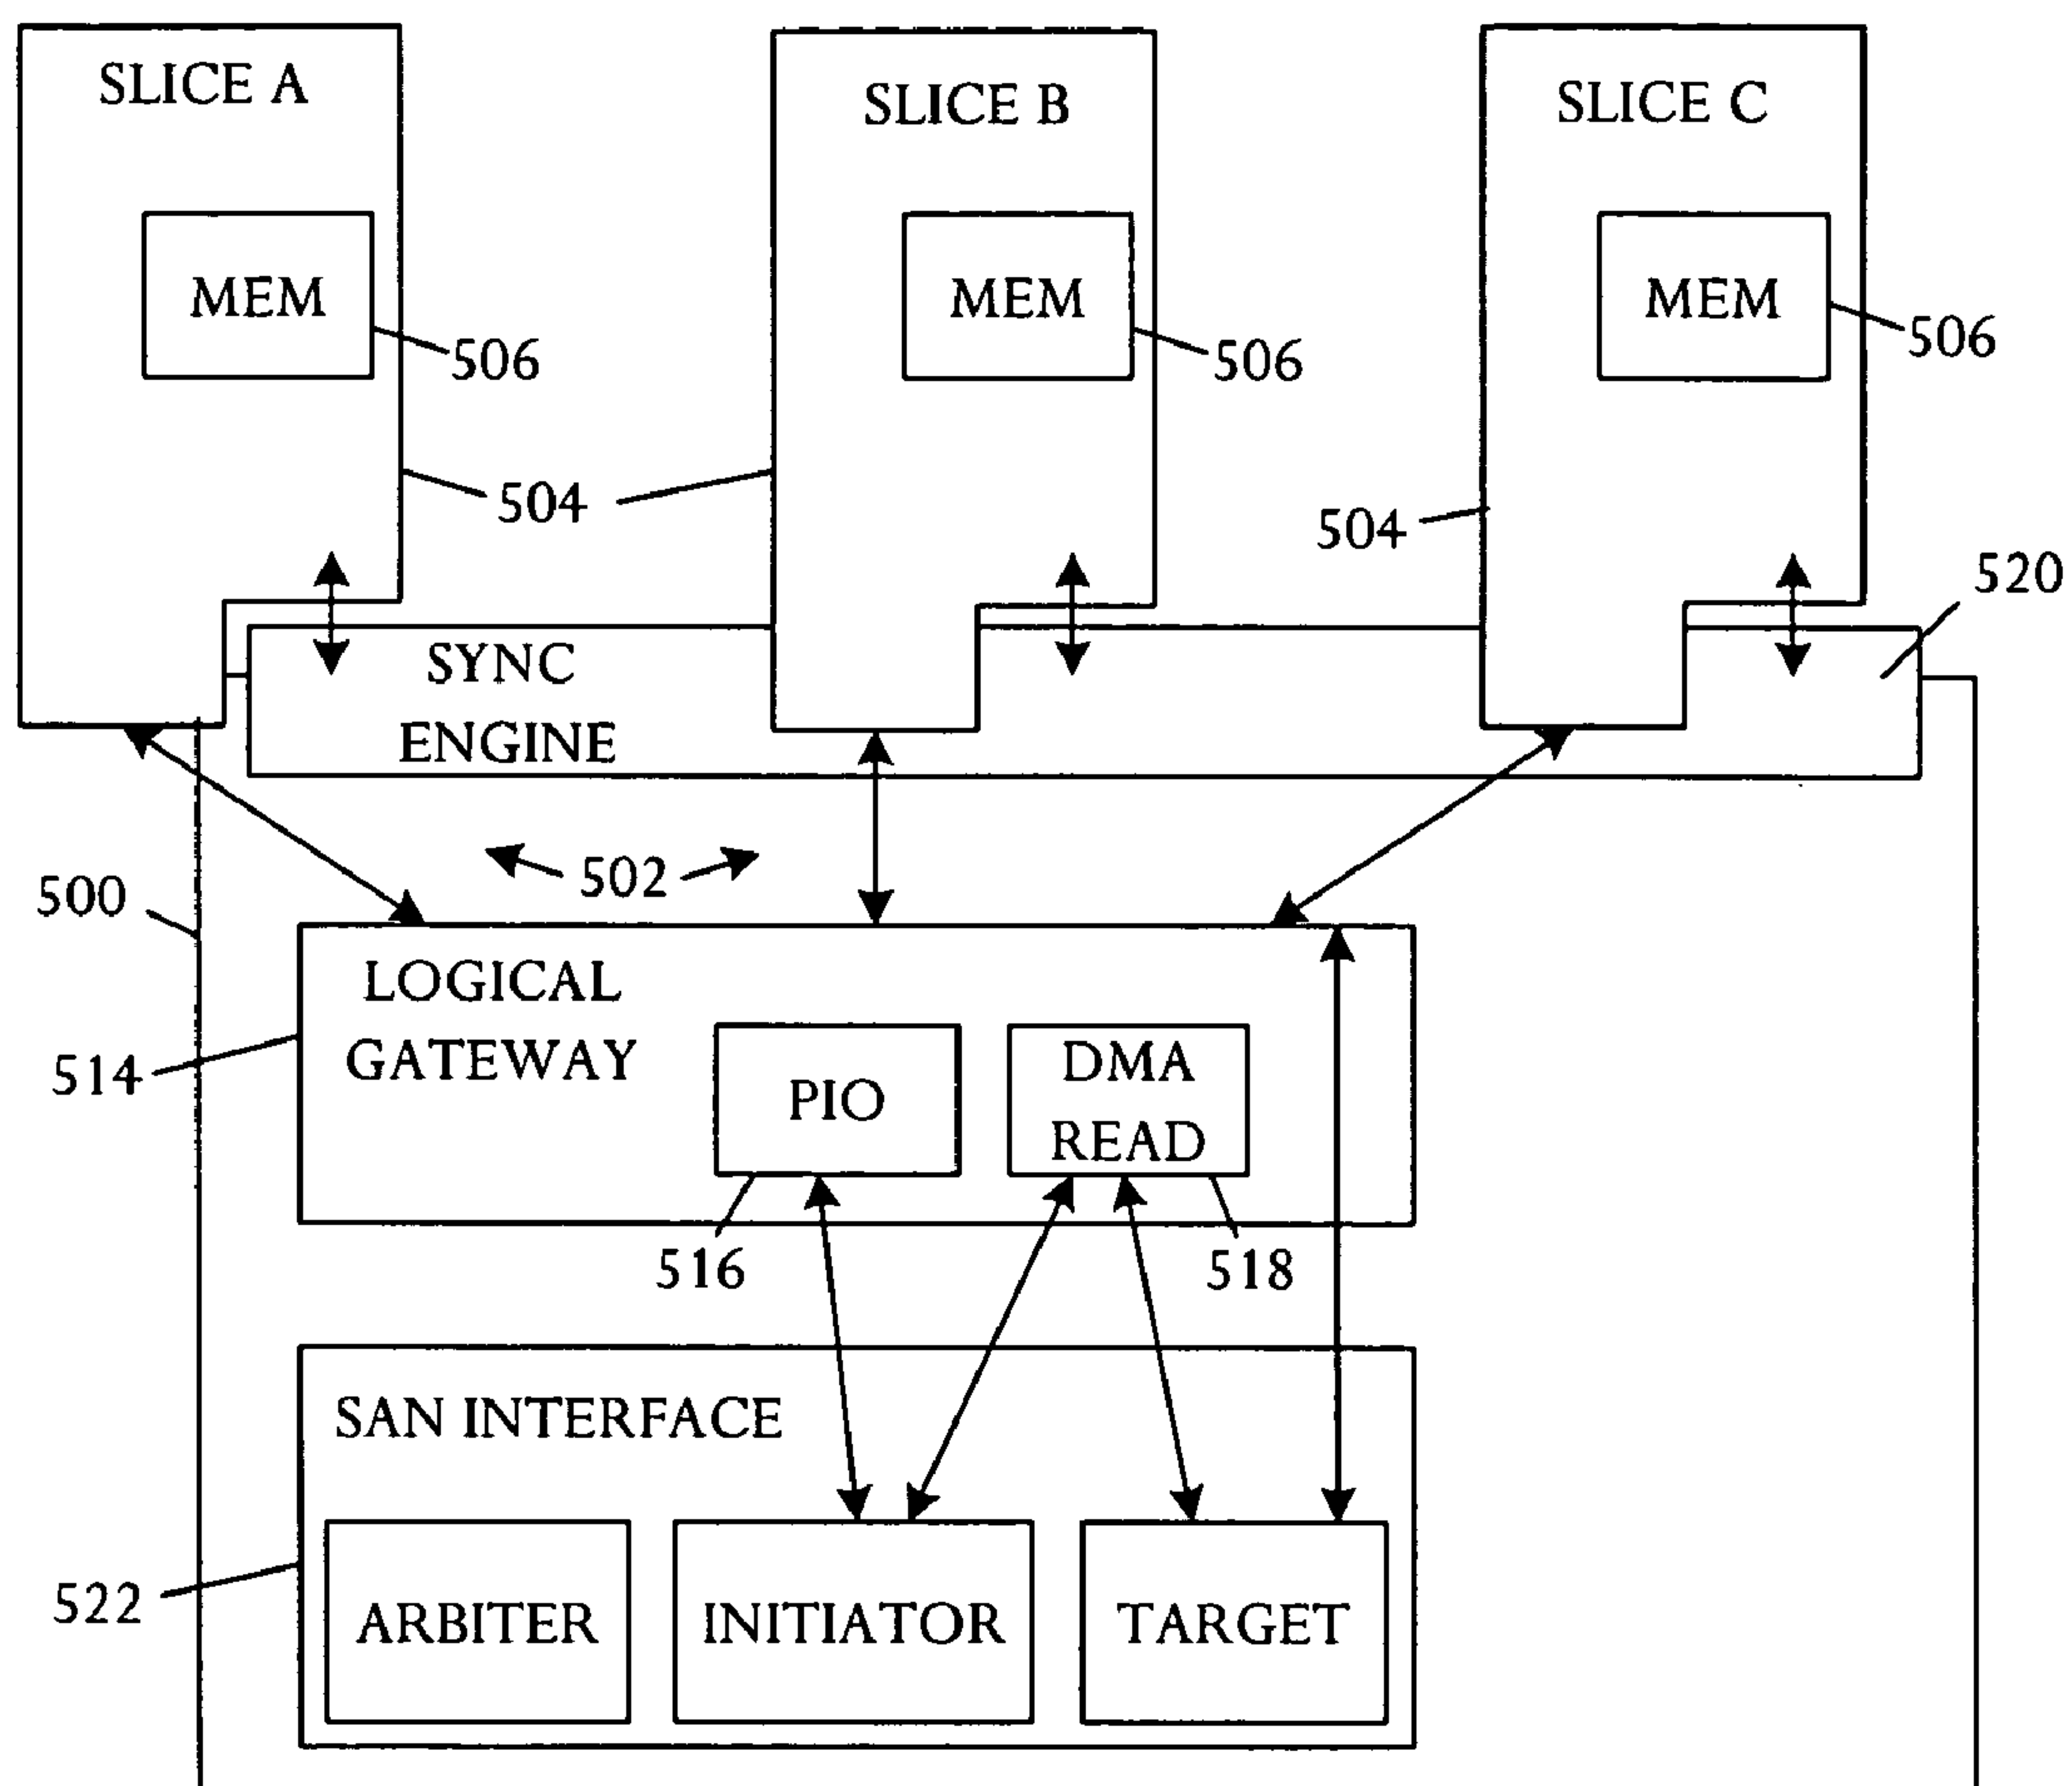 SLICE A
SLICE B
SLICE C
MEM
MEM
MEM
506
506
506
504
504
520
SYNC
ENGINE
502
500
LOGICAL
GATEWAY
514
PIO
DMA
READ
516
518
SAN INTERFACE
522
ARBITER
INITIATOR
TARGET